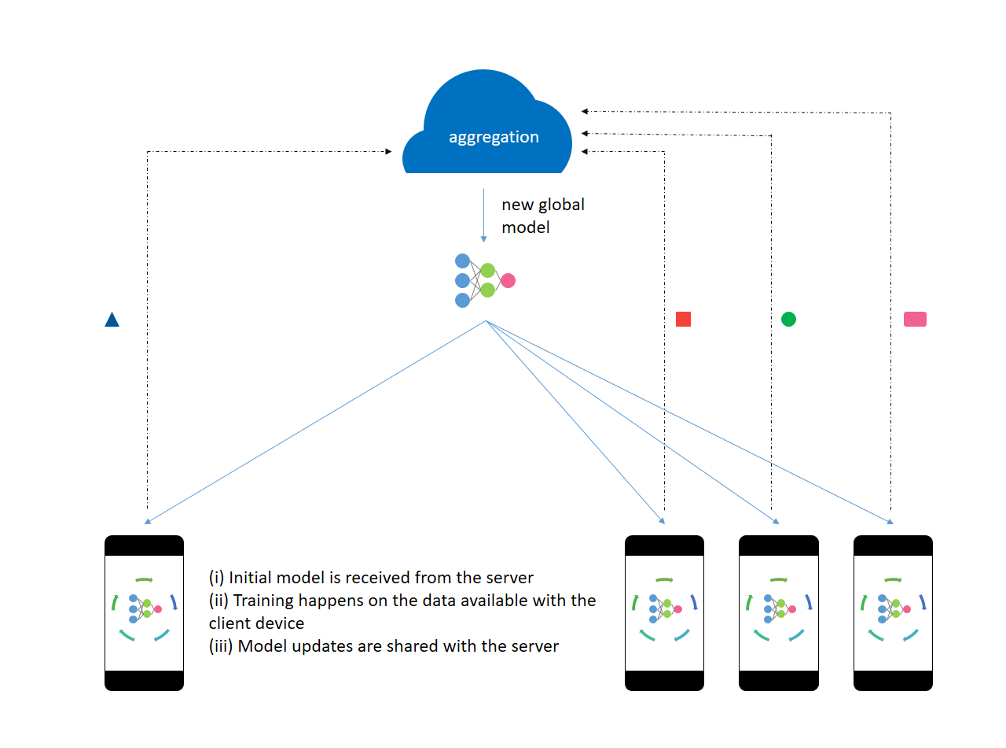 aggregation
new global
model
(i) Initial model is received from the server
(ii) Training happens on the data available with the
client device
(iii) Model updates are shared with the server